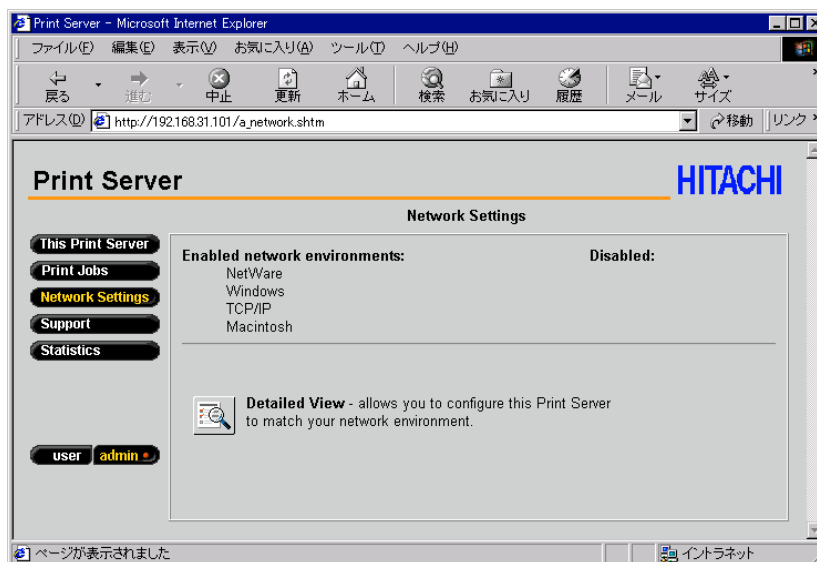 Print Server - Microsoft Internet Explorer
ファイル(F) 編集(E) 表示(V) お気に入り(A) ツール(T) ヘルプ(H)
戻る 進む 中止 更新 ホーム 検索 お気に入り 履歴 メール サイズ
アドレス(D) http://192.168.31.101/a_network.shtm 移動 リンク
Print Server HITACHI
Network Settings
This Print Server
Print Jobs
Network Settings
Support
Statistics
user admin
Enabled network environments: Disabled:
NetWare
Windows
TCP/IP
Macintosh
Detailed View - allows you to configure this Print Server
to match your network environment.
ページが表示されました イントラネット